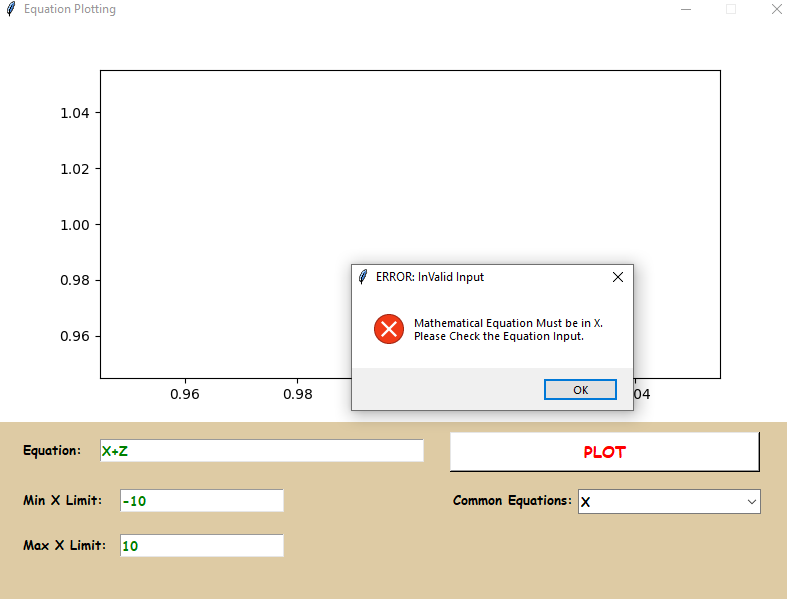 Equation Plotting
1.04
1.02
1.00
0.98
0.96
0.96
0.98
04
ERROR: InValid Input
Mathematical Equation Must be in X.
Please Check the Equation Input.
OK
Equation:
X+Z
PLOT
Min X Limit:
-10
Common Equations:
X
Max X Limit:
10